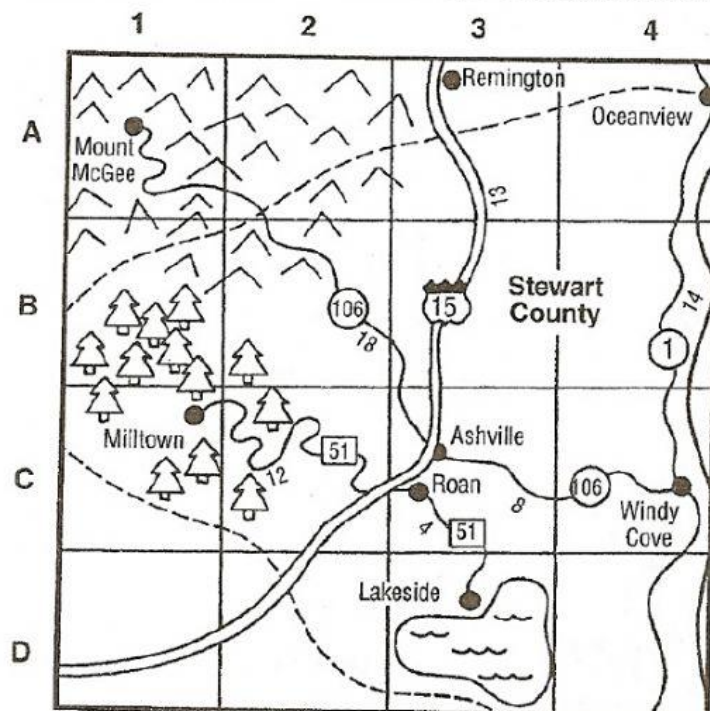 1 2 3 4
A
Remington
Oceanview
Mount
McGee
13
B
Stewart
County
106
15
18
14
1
C
Milltown
Ashville
51
12
Roan
106
8
4
51
Windy
Cove
D
Lakeside